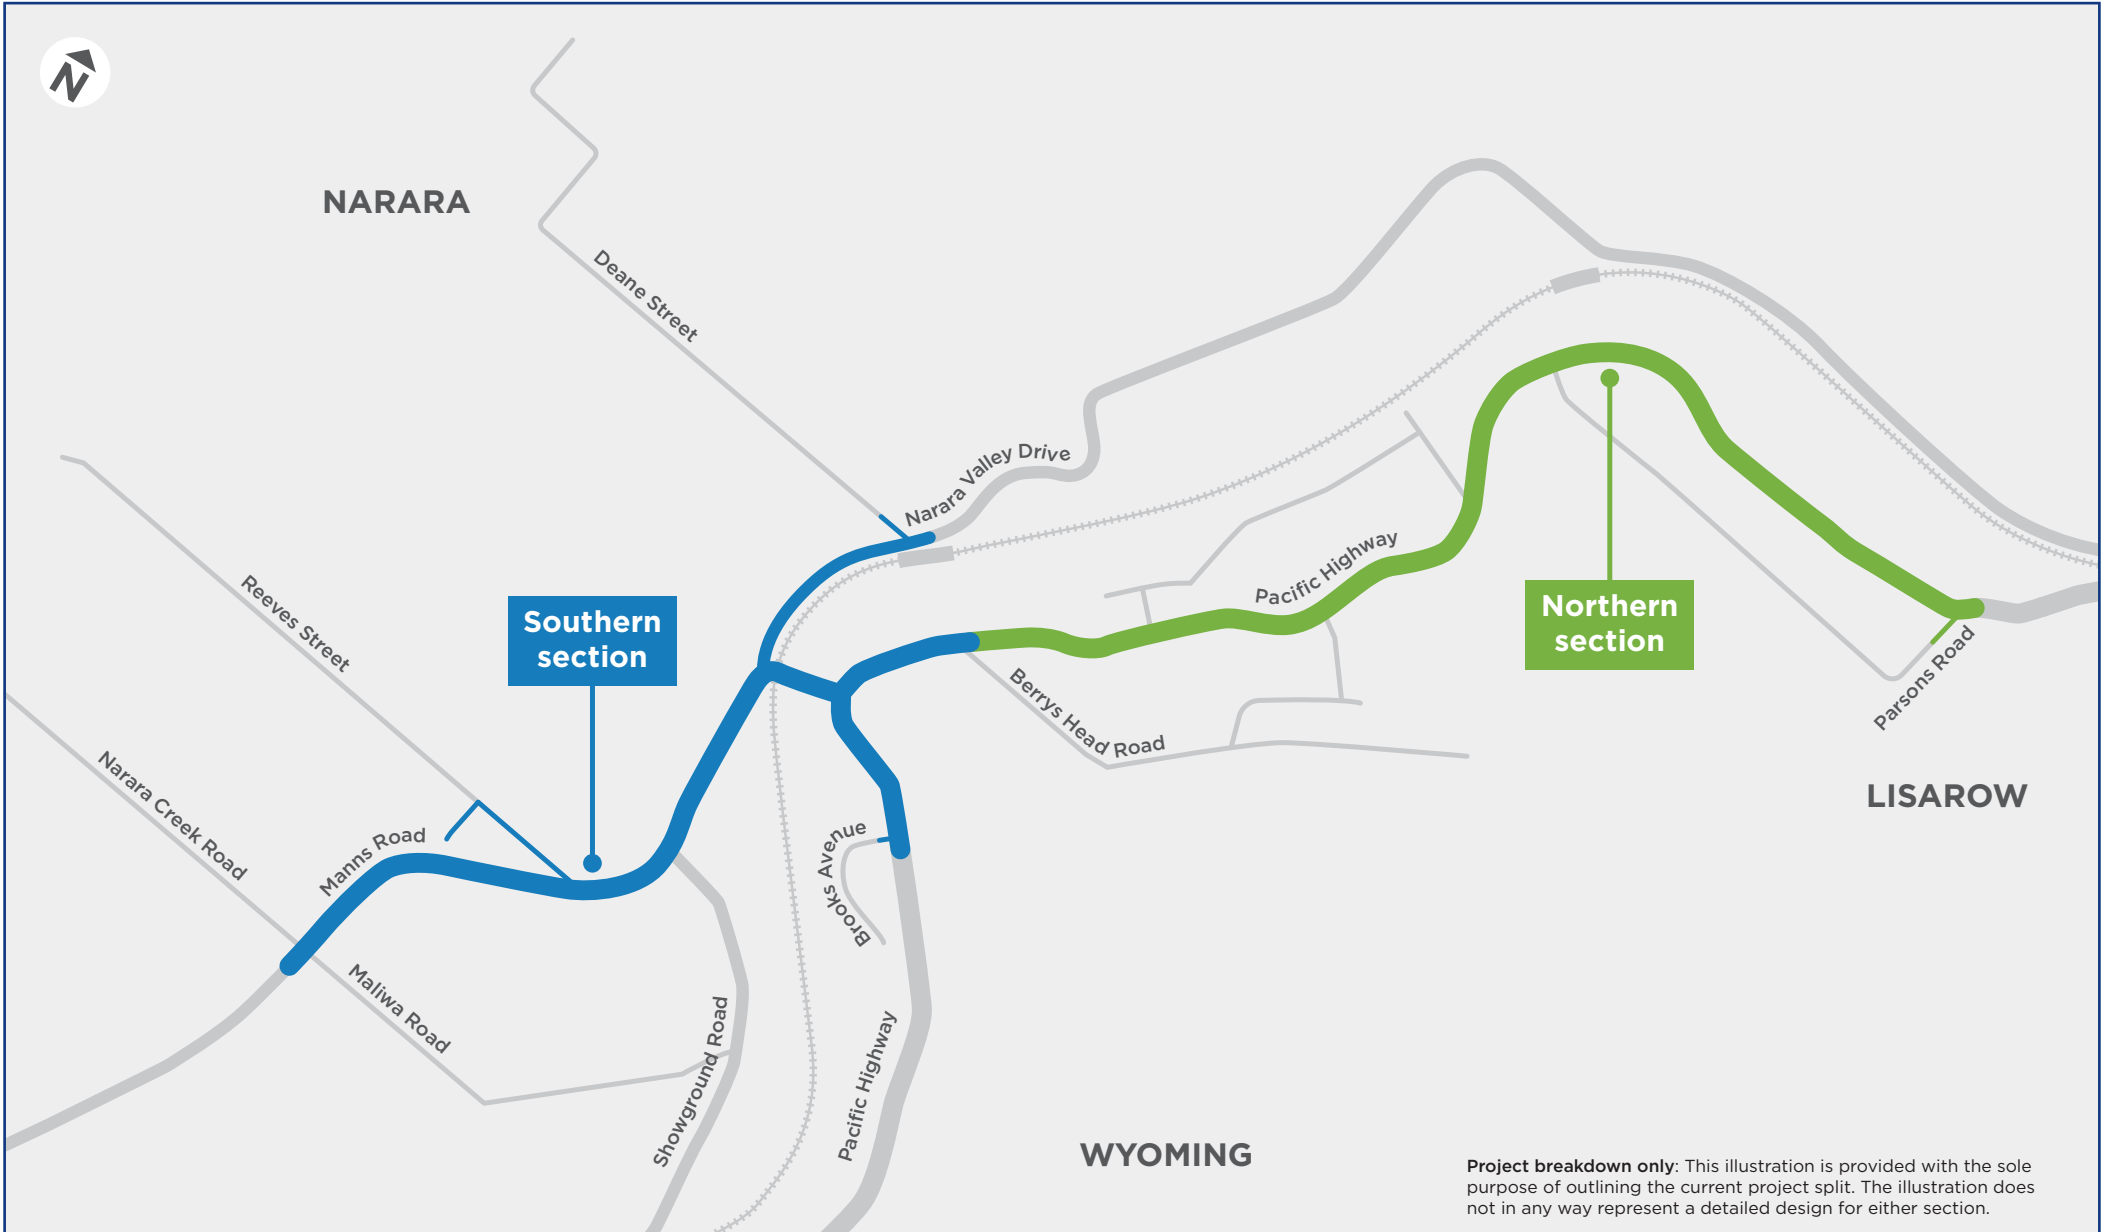 N
NARARA
Deane Street
Narara Valley Drive
Reeves Street
Southern
section
Pacific Highway
Northern
section
Berrys Head Road
Parsons Road
Narara Creek Road
Manns Road
LISAROW
Brooks Avenue
Maliwa Road
Showground Road
Pacific Highway
WYOMING
Project breakdown only: This illustration is provided with the sole
purpose of outlining the current project split. The illustration does
not in any way represent a detailed design for either section.